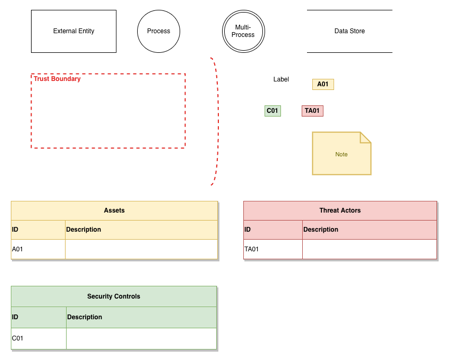 External Entity
Process
Multi-
Process
Data Store
Trust Boundary
Label
A01
C01
TA01
Note
Assets
ID Description
A01
Threat Actors
ID Description
TA01
Security Controls
ID Description
C01